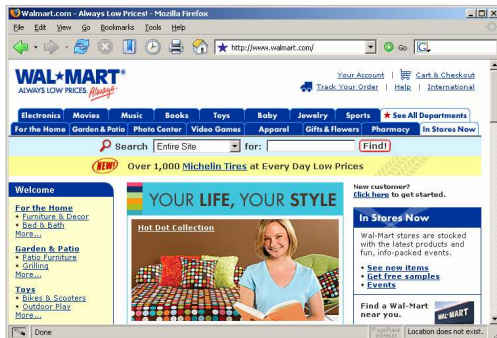 Walmart.com - Always Low Prices! - Mozilla Firefox
File Edit View Go Bookmarks Tools Help
http://www.walmart.com/ Go G
WAL★MART®
ALWAYS LOW PRICES. Always.
Your Account | Cart & Checkout
Track Your Order | Help | International
Electronics Movies Music Books Toys Baby Jewelry Sports ★ See All Departments
For the Home Garden & Patio Photo Center Video Games Apparel Gifts & Flowers Pharmacy In Stores Now
Search Entire Site for: Find!
NEW! Over 1,000 Michelin Tires at Every Day Low Prices
Welcome
For the Home
• Furniture & Decor
• Bed & Bath
More...
Garden & Patio
• Patio Furniture
• Grilling
More...
Toys
• Bikes & Scooters
• Outdoor Play
More...
YOUR LIFE, YOUR STYLE
Hot Dot Collection
New customer?
Click here to get started.
In Stores Now
Wal-Mart stores are stocked
with the latest products and
fun, info-packed events.
• See new items
• Get free samples
• Events
Find a Wal-Mart
near you.
WAL-MART
Done
Location does not exist.